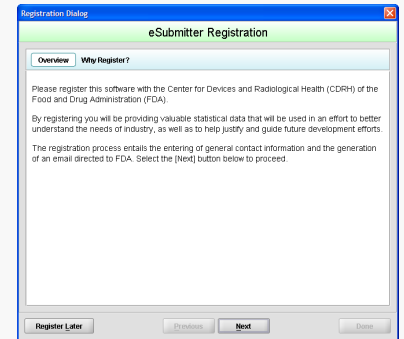 Registration Dialog
eSubmitter Registration
Overview Why Register?
Please register this software with the Center for Devices and Radiological Health (CDRH) of the
Food and Drug Administration (FDA).
By registering you will be providing valuable statistical data that will be used in an effort to better
understand the needs of industry, as well as to help justify and guide future development efforts.
The registration process entails the entering of general contact information and the generation
of an email directed to FDA. Select the [Next] button below to proceed.
Register Later Previous Next Done